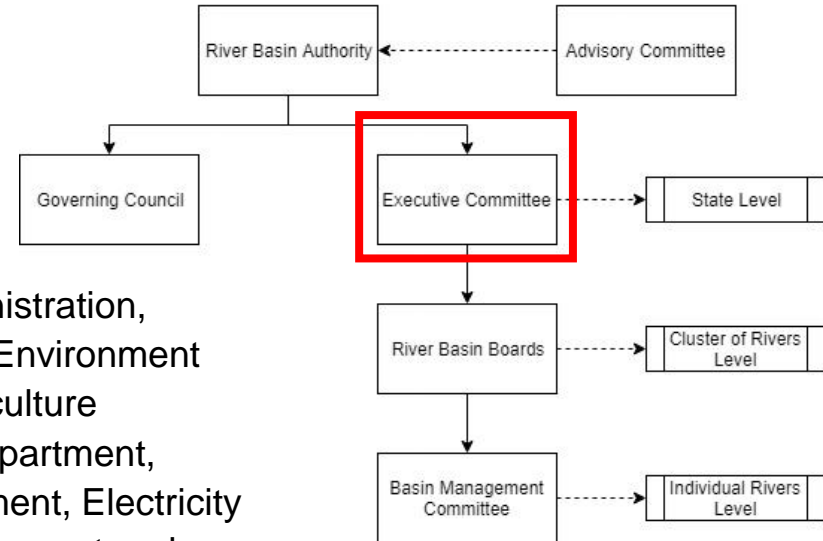 River Basin Authority
Advisory Committee
Governing Council
Executive Committee
State Level
nistration,
Environment
culture
partment,
nent, Electricity
River Basin Boards
Cluster of Rivers
Level
Basin Management
Committee
Individual Rivers
Level